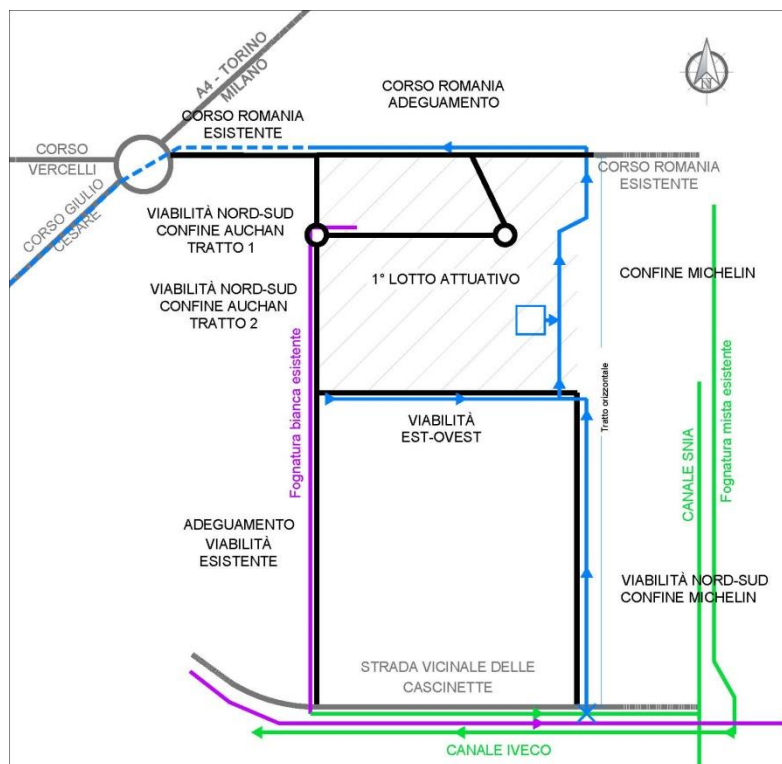 A4 - TORINO
MILANO
CORSO ROMANIA
ADEGUAMENTO
CORSO ROMANIA
ESISTENTE
N
CORSO
VERCELLI
CORSO ROMANIA
ESISTENTE
CORSO GIULIO
CESARE
VIABILITÀ NORD-SUD
CONFINE AUCHAN
TRATTO 1
1° LOTTO ATTUATIVO
CONFINE MICHELIN
VIABILITÀ NORD-SUD
CONFINE AUCHAN
TRATTO 2
Fognatura bianca esistente
Tratto orizzontale
Fognatura mista esistente
CANALE SNIA
VIABILITÀ
EST-OVEST
ADEGUAMENTO
VIABILITÀ
ESISTENTE
VIABILITÀ NORD-SUD
CONFINE MICHELIN
STRADA VICINALE DELLE
CASCINETTE
CANALE IVECO